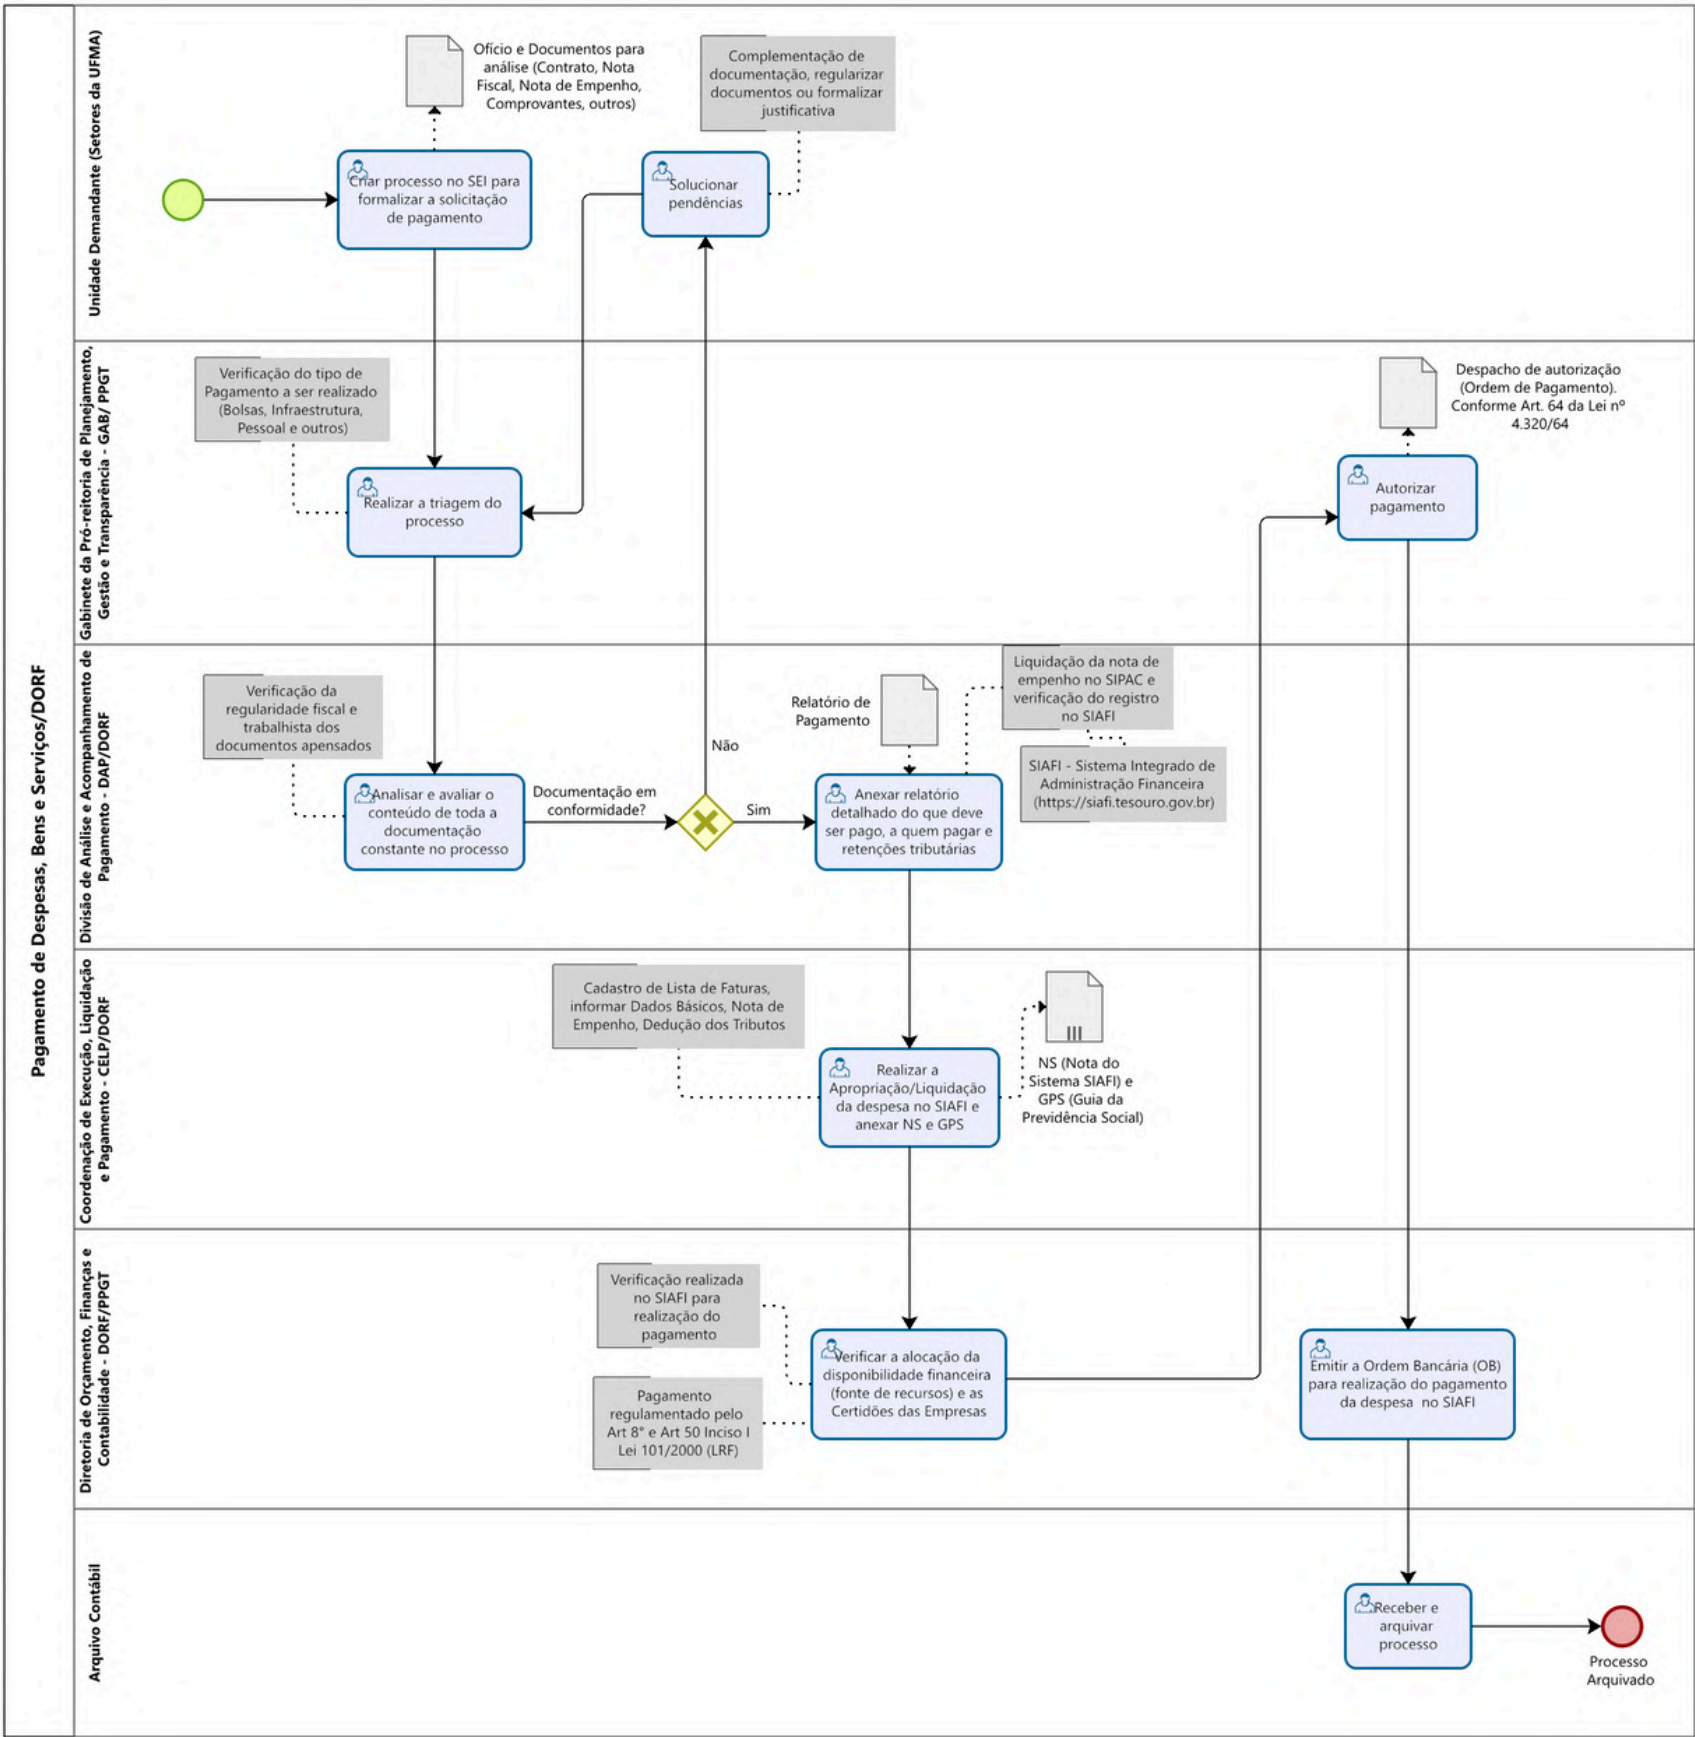 Pagamento de Despesas, Bens e Serviços/DORF
Unidade Demandante (Setores da UFMA)
Ofício e Documentos para
análise (Contrato, Nota
Fiscal, Nota de Empenho,
Comprovantes, outros)
Complementação de
documentação, regularizar
documentos ou formalizar
justificativa
Criar processo no SEI para
formalizar a solicitação
de pagamento
Solucionar
pendências
Gabinete da Pró-reitoria de Planejamento,
Gestão e Transparência - GAB/ PPGT
Verificação do tipo de
Pagamento a ser realizado
(Bolsas, Infraestrutura,
Pessoal e outros)
Realizar a triagem do
processo
Despacho de autorização
(Ordem de Pagamento).
Conforme Art. 64 da Lei nº
4.320/64
Autorizar
pagamento
Divisão de Análise e Acompanhamento de
Pagamento - DAP/DORF
Verificação da
regularidade fiscal e
trabalhista dos
documentos apensados
Analisar e avaliar o
conteúdo de toda a
documentação
constante no processo
Documentação em
conformidade?
Não
Sim
Relatório de
Pagamento
Liquidação da nota de
empenho no SIPAC e
verificação do registro
no SIAFI
SIAFI - Sistema Integrado de
Administração Financeira
(https://siafi.tesouro.gov.br)
Anexar relatório
detalhado do que deve
ser pago, a quem pagar e
retenções tributárias
Coordenação de Execução, Liquidação
e Pagamento - CELP/DORF
Cadastro de Lista de Faturas,
informar Dados Básicos, Nota de
Empenho, Dedução dos Tributos
Realizar a
Apropriação/Liquidação
da despesa no SIAFI e
anexar NS e GPS
NS (Nota do
Sistema SIAFI) e
GPS (Guia da
Previdência Social)
Diretoria de Orçamento, Finanças e
Contabilidade - DORF/PPGT
Verificação realizada
no SIAFI para
realização do
pagamento
Pagamento
regulamentado pelo
Art 8° e Art 50 Inciso I
Lei 101/2000 (LRF)
Verificar a alocação da
disponibilidade financeira
(fonte de recursos) e as
Certidões das Empresas
Emitir a Ordem Bancária (OB)
para realização do pagamento
da despesa no SIAFI
Arquivo Contábil
Receber e
arquivar
processo
Processo
Arquivado